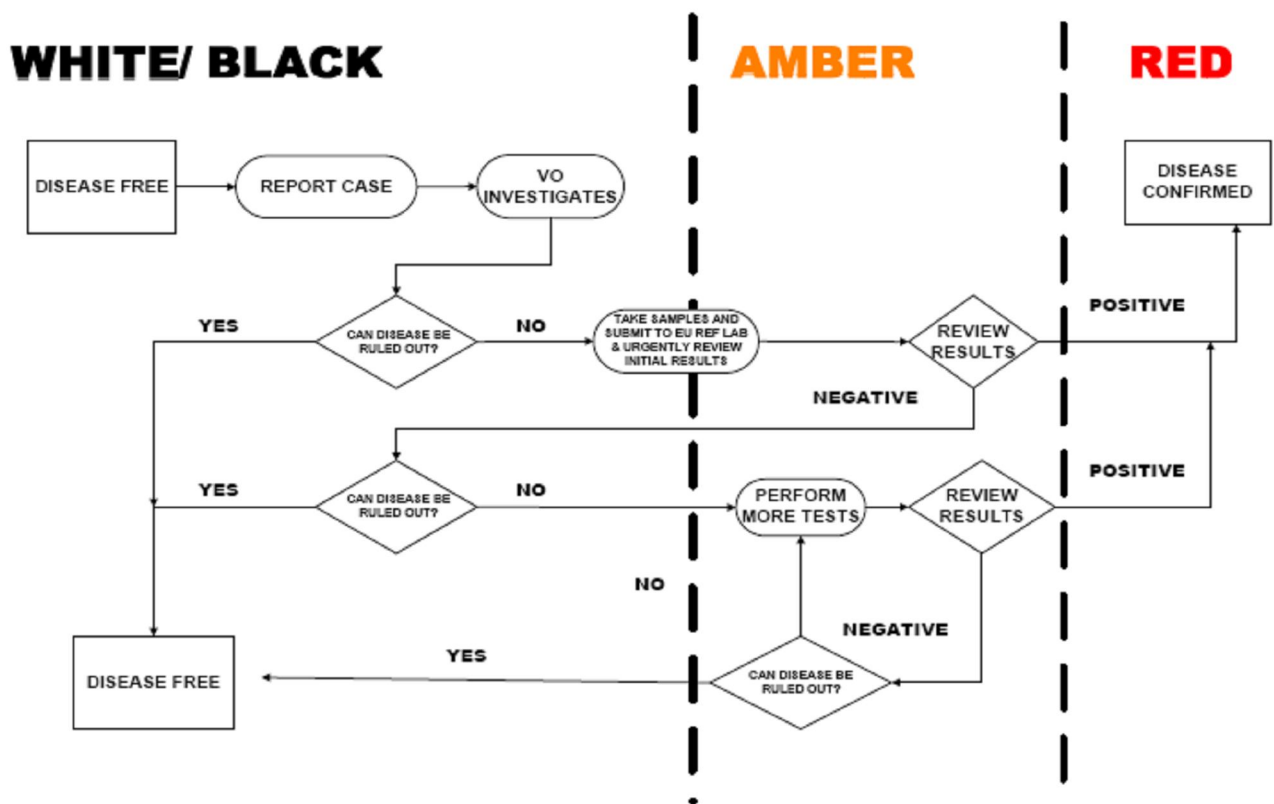 WHITE/ BLACK
AMBER
RED
DISEASE FREE
REPORT CASE
VO
INVESTIGATES
DISEASE
CONFIRMED
YES
CAN DISEASE BE
RULED OUT?
NO
TAKE SAMPLES AND
SUBMIT TO EU REF LAB
& URGENTLY REVIEW
INITIAL RESULTS
REVIEW
RESULTS
POSITIVE
NEGATIVE
YES
CAN DISEASE BE
RULED OUT?
NO
PERFORM
MORE TESTS
REVIEW
RESULTS
POSITIVE
NO
NEGATIVE
DISEASE FREE
YES
CAN DISEASE BE
RULED OUT?